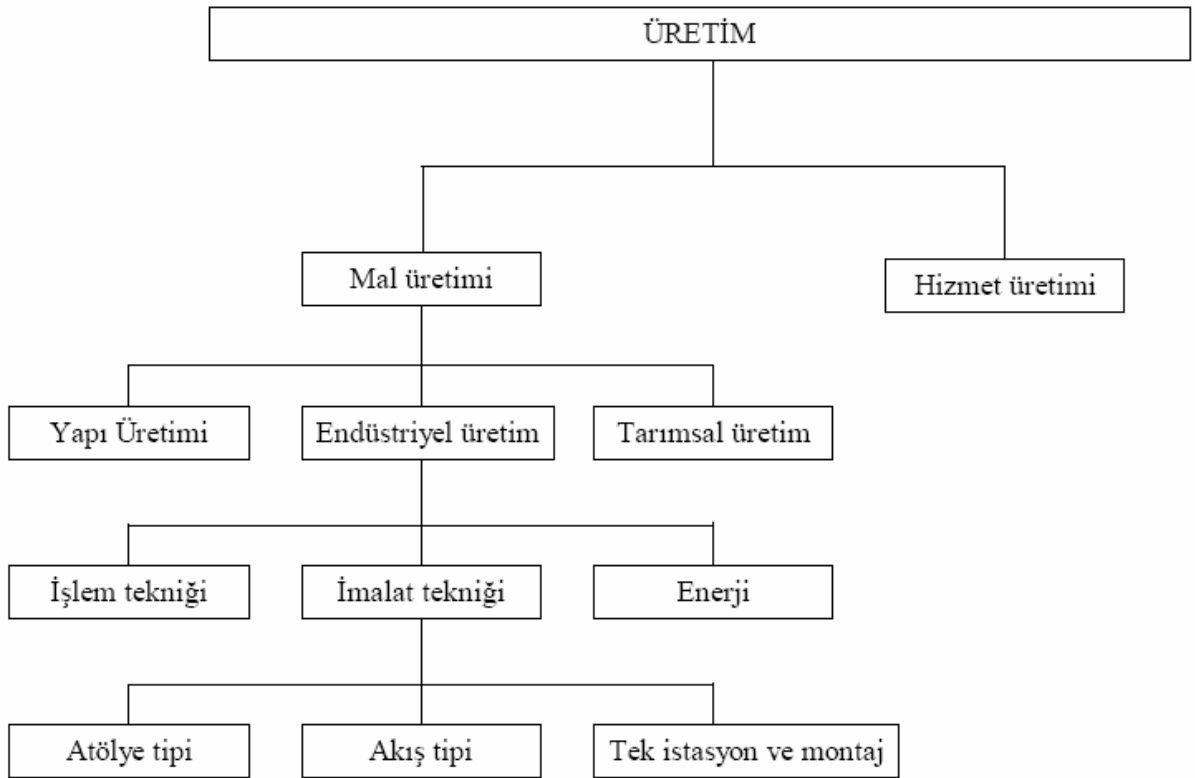 ÜRETİM
Mal üretimi
Hizmet üretimi
Yapı Üretimi
Endüstriyel üretim
Tarımsal üretim
İşlem tekniği
İmalat tekniği
Enerji
Atölye tipi
Akış tipi
Tek istasyon ve montaj